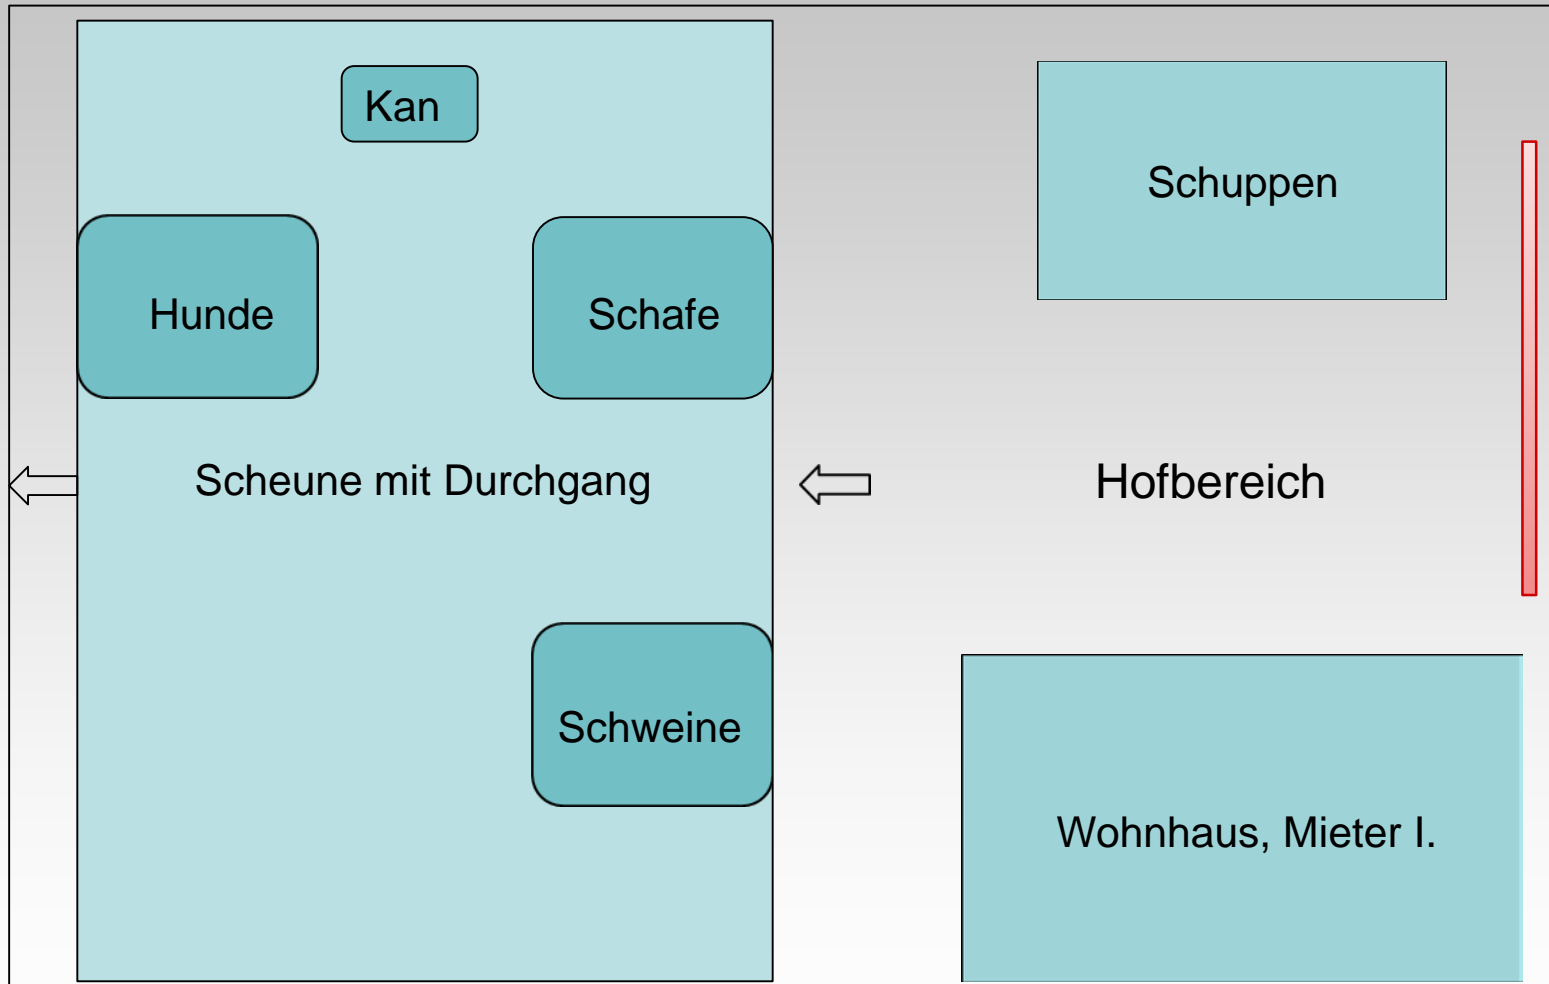 Kan
Schuppen
Hunde
Schafe
Scheune mit Durchgang
Hofbereich
Schweine
Wohnhaus, Mieter I.